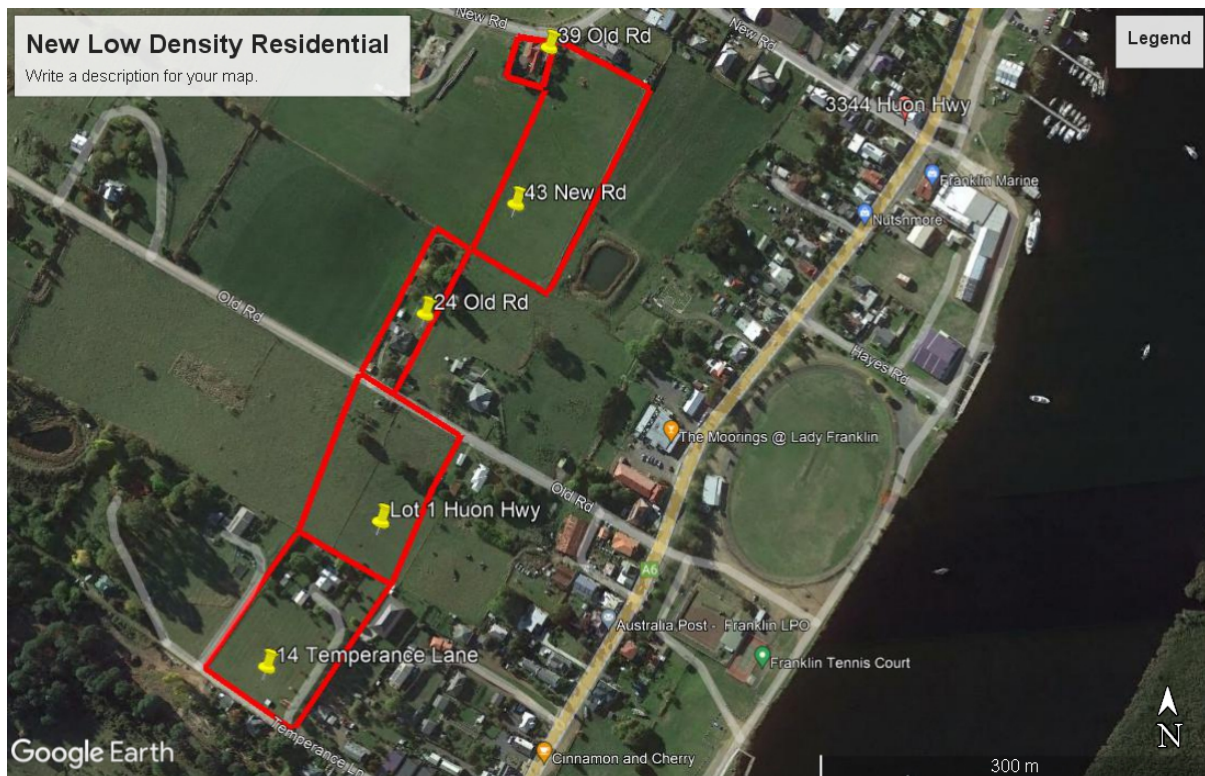 New Low Density Residential
Write a description for your map.
Legend
New Rd
39 Old Rd
New Rd
3344 Huon Hwy
Franklin Marine
43 New Rd
Nutsnmore
24 Old Rd
Old Rd
Hayes Rd
The Moorings @ Lady Franklin
Old Rd
Lot 1 Huon Hwy
A6
Australia Post - Franklin LPO
14 Temperance Lane
Franklin Tennis Court
Temperance Ln
Cinnamon and Cherry
Google Earth
N
300 m